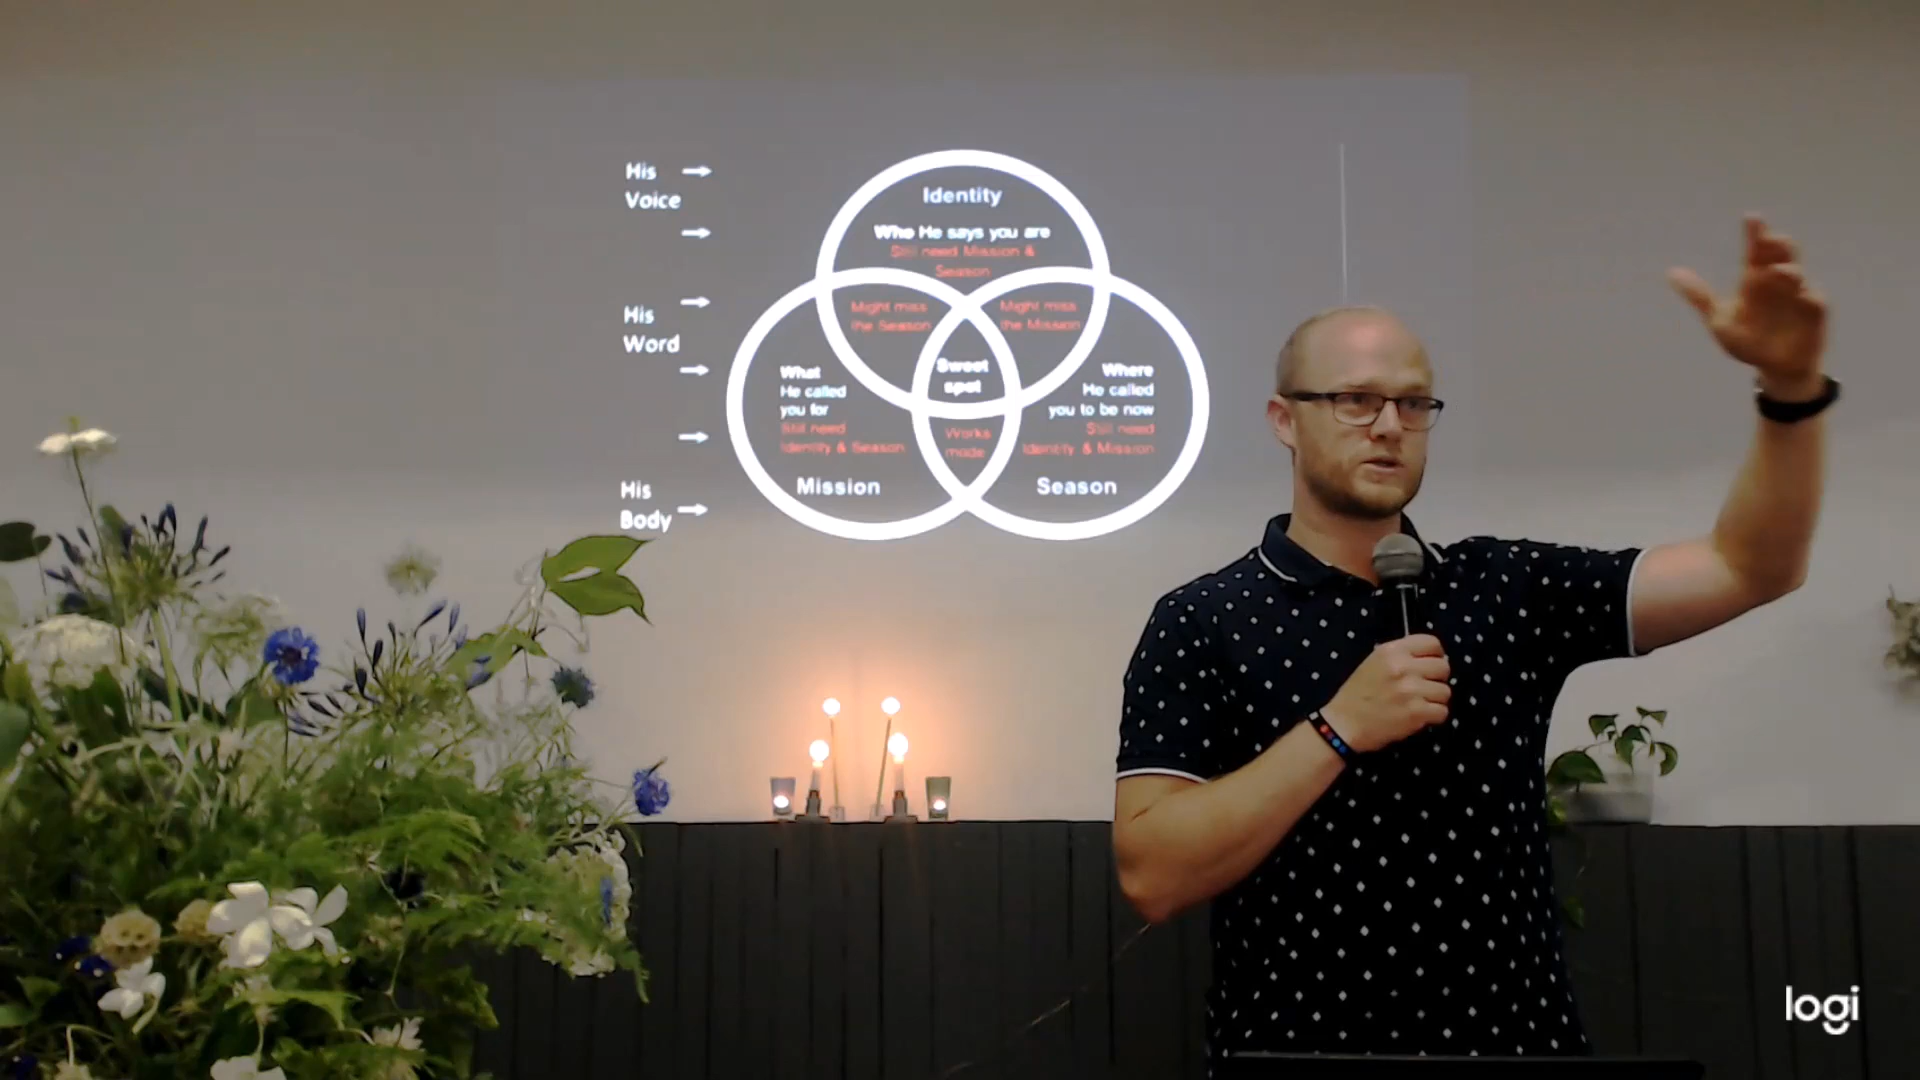 His
Voice
Identity
Who He says you are
Still need Mission &
Season
His
Word
Might miss
the Season
Might miss
the Mission
Sweet
spot
What
He called
you for
Still need
Identity & Season
Where
He called
you to be now
Still need
Identity & Mission
Works
mode
Mission
Season
His
Body
logi